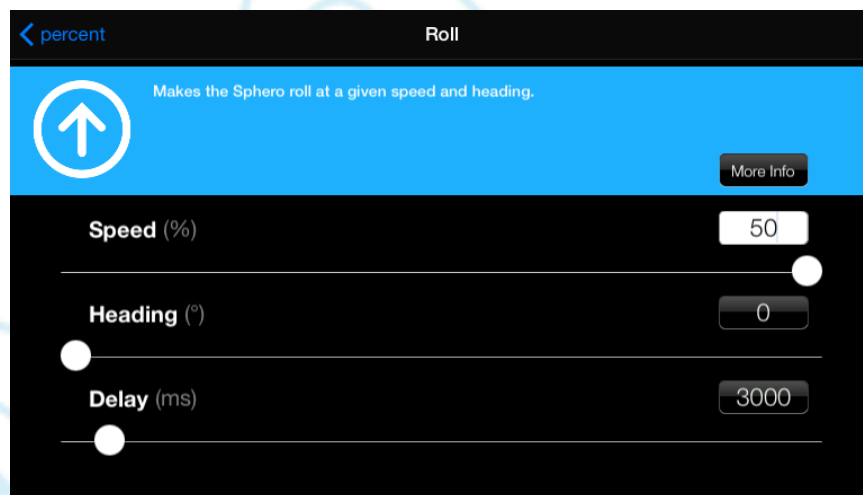 percent
Roll
Makes the Sphero roll at a given speed and heading.
More Info
Speed (%)
50
Heading (°)
0
Delay (ms)
3000